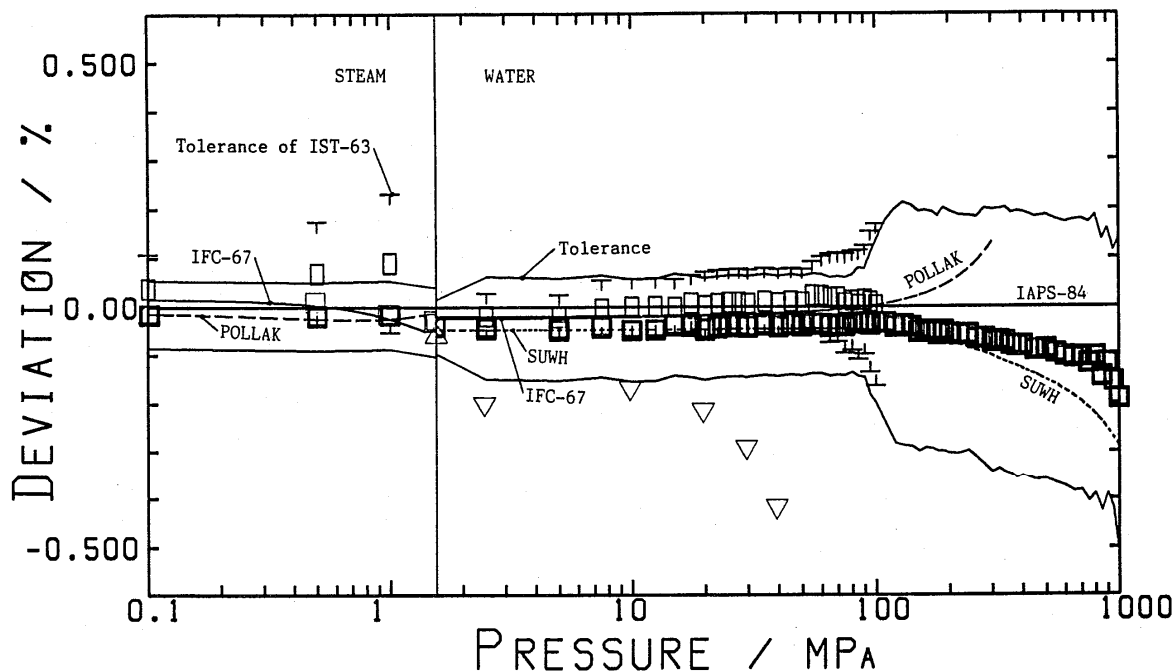 0.500
STEAM
WATER
Tolerance of IST-63
IFC-67
Tolerance
POLLAK
0.00
IAPS-84
POLLAK
SUWH
IFC-67
SUWH
-0.500
DEVIATION / %
0.1
1
10
100
1000
PRESSURE / MPA